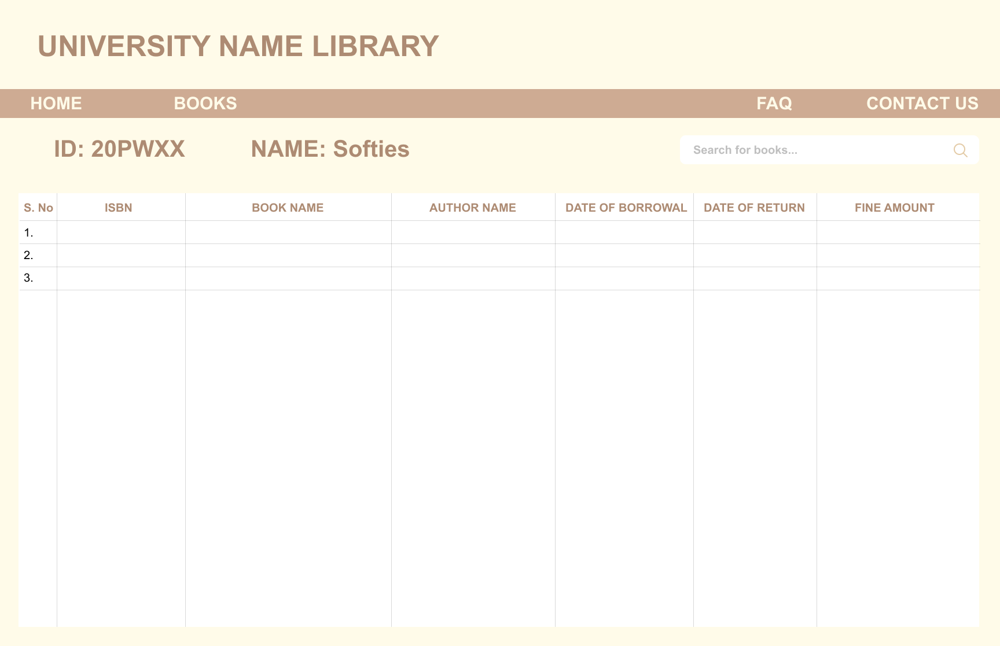 UNIVERSITY NAME LIBRARY
HOME BOOKS FAQ CONTACT US
ID: 20PWXX NAME: Softies Search for books...
S. No ISBN BOOK NAME AUTHOR NAME DATE OF BORROWAL DATE OF RETURN FINE AMOUNT
1.
2.
3.